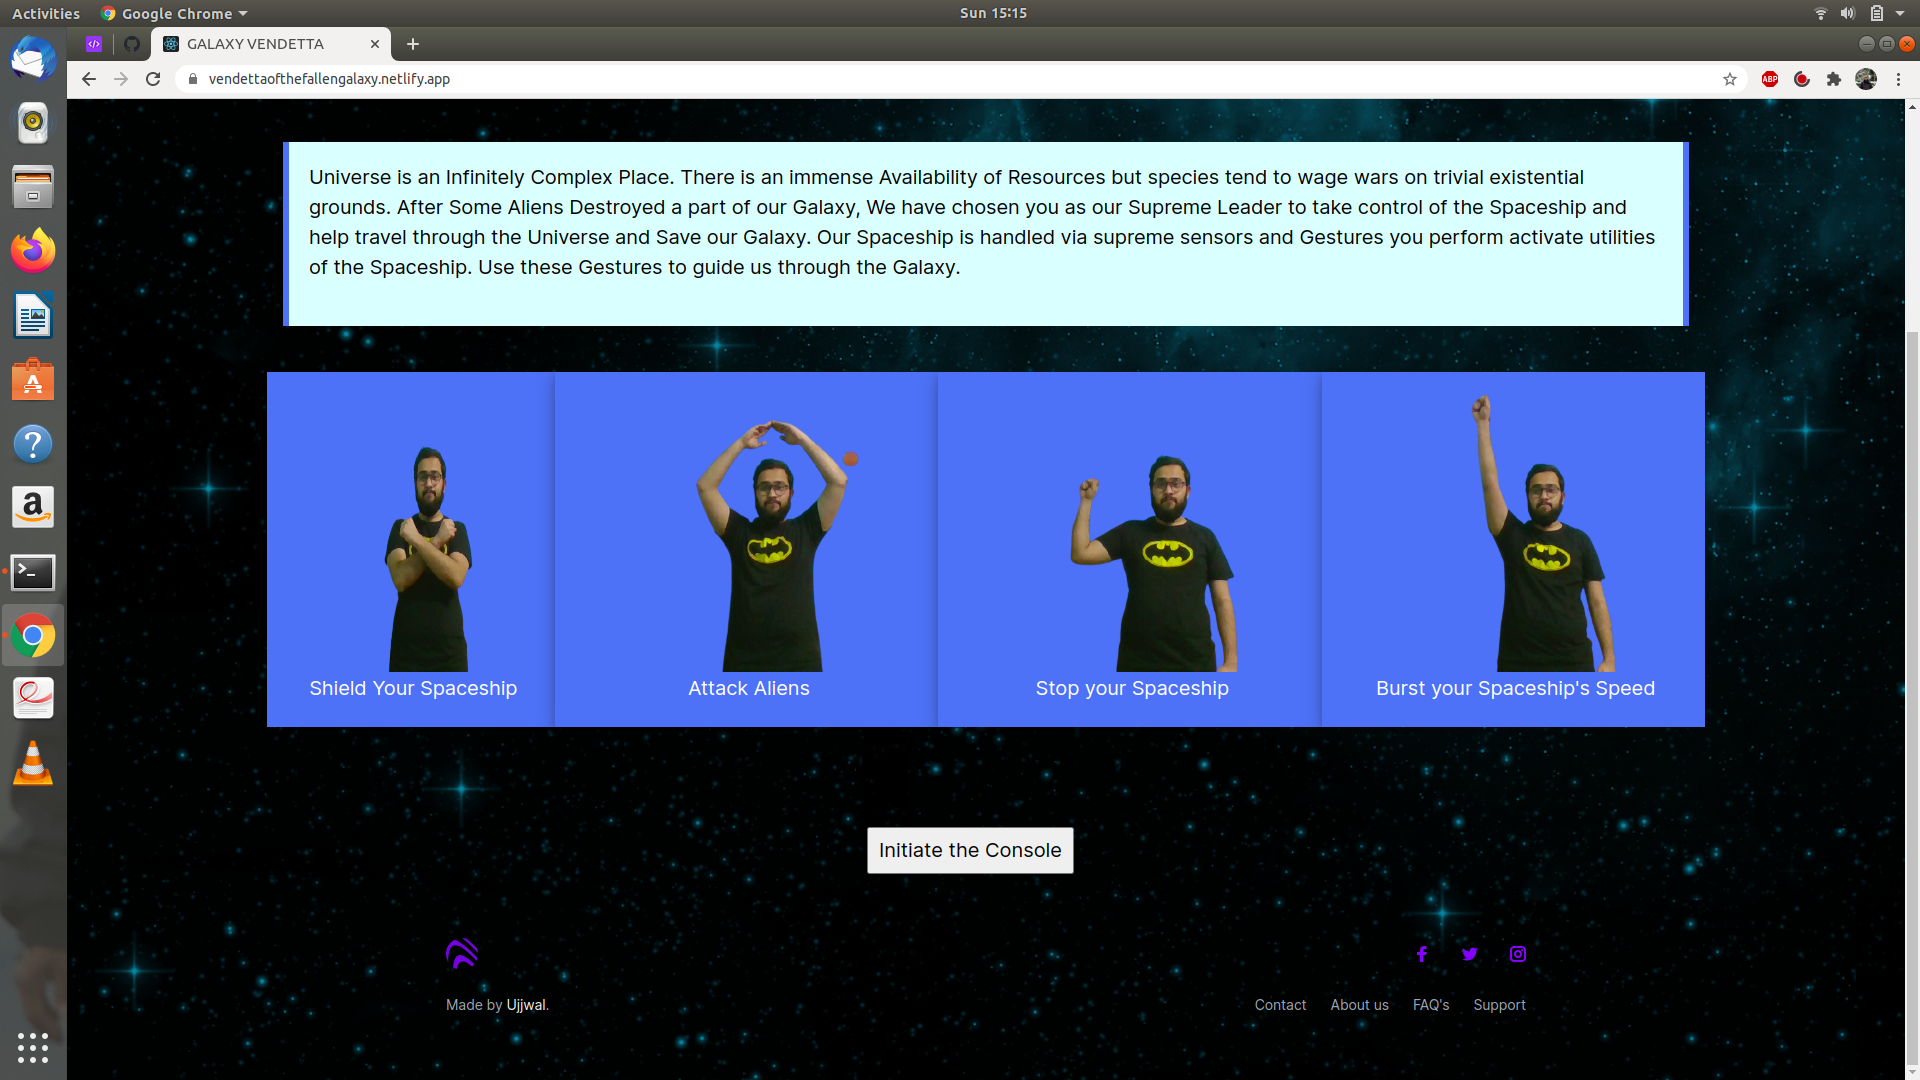 Activities
Google Chrome
Sun 15:15
GALAXY VENDETTA
vendettaofthefallengalaxy.netlify.app
ABP
Universe is an Infinitely Complex Place. There is an immense Availability of Resources but species tend to wage wars on trivial existential
grounds. After Some Aliens Destroyed a part of our Galaxy, We have chosen you as our Supreme Leader to take control of the Spaceship and
help travel through the Universe and Save our Galaxy. Our Spaceship is handled via supreme sensors and Gestures you perform activate utilities
of the Spaceship. Use these Gestures to guide us through the Galaxy.
Shield Your Spaceship
Attack Aliens
Stop your Spaceship
Burst your Spaceship's Speed
Initiate the Console
Made by Ujjwal.
Contact
About us
FAQ's
Support